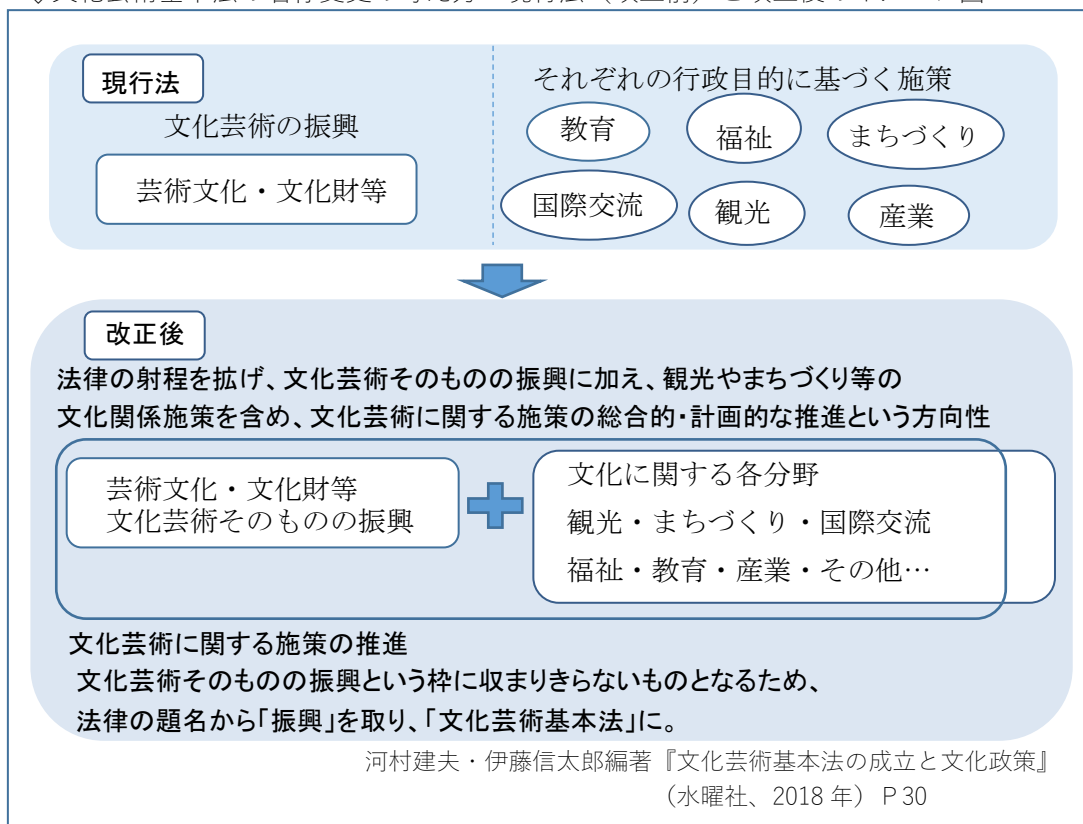 現行法
文化芸術の振興
芸術文化・文化財等
それぞれの行政目的に基づく施策
教育
福祉
まちづくり
国際交流
観光
産業
改正後
法律の射程を拡げ、文化芸術そのものの振興に加え、観光やまちづくり等の
文化関係施策を含め、文化芸術に関する施策の総合的・計画的な推進という方向性
芸術文化・文化財等
文化芸術そのものの振興
文化に関する各分野
観光・まちづくり・国際交流
福祉・教育・産業・その他…
文化芸術に関する施策の推進
文化芸術そのものの振興という枠に収まりきらないものとなるため、
法律の題名から「振興」を取り、「文化芸術基本法」に。
河村建夫・伊藤信太郎編著『文化芸術基本法の成立と文化政策』
（水曜社、2018年）P30